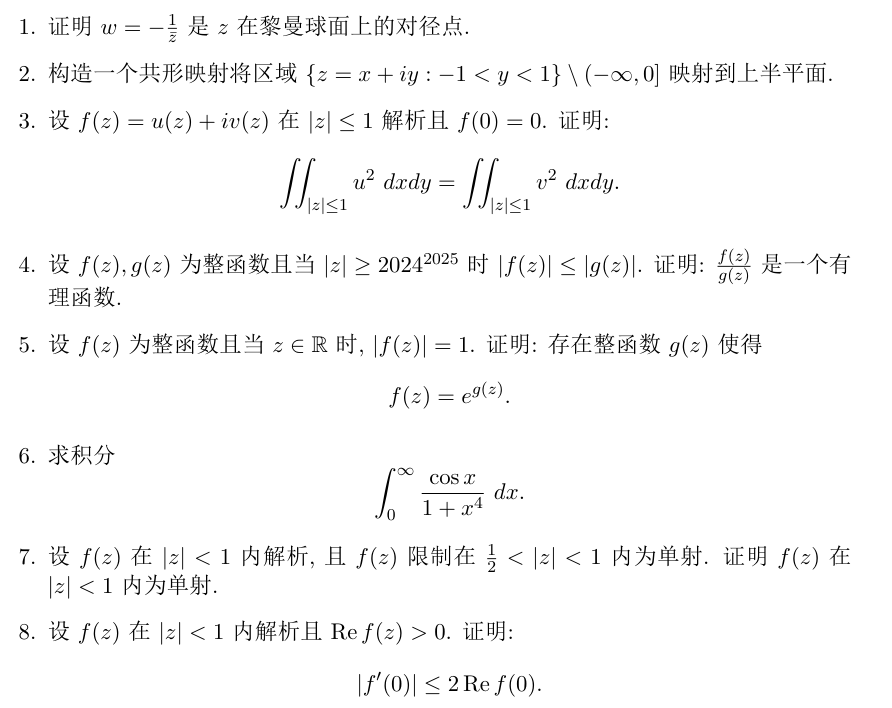 1. 证明 $w = -\frac{1}{\bar{z}}$ 是 $z$ 在黎曼球面上的对径点.
2. 构造一个共形映射将区域 $\{z = x + iy : -1 < y < 1\} \setminus (-\infty, 0]$ 映射到上半平面.
3. 设 $f(z) = u(z) + iv(z)$ 在 $|z| \leq 1$ 解析且 $f(0) = 0$. 证明:
$\iint_{|z| \leq 1} u^2 \, dxdy = \iint_{|z| \leq 1} v^2 \, dxdy.$
4. 设 $f(z), g(z)$ 为整函数且当 $|z| \geq 2024^{2025}$ 时 $|f(z)| \leq |g(z)|$. 证明: $\frac{f(z)}{g(z)}$ 是一个有
理函数.
5. 设 $f(z)$ 为整函数且当 $z \in \mathbb{R}$ 时, $|f(z)| = 1$. 证明: 存在整函数 $g(z)$ 使得
$f(z) = e^{g(z)}.$
6. 求积分
$\int_0^\infty \frac{\cos x}{1 + x^4} \, dx.$
7. 设 $f(z)$ 在 $|z| < 1$ 内解析, 且 $f(z)$ 限制在 $\frac{1}{2} < |z| < 1$ 内为单射. 证明 $f(z)$ 在
$|z| < 1$ 内为单射.
8. 设 $f(z)$ 在 $|z| < 1$ 内解析且 $\operatorname{Re} f(z) > 0$. 证明:
$|f'(0)| \leq 2 \operatorname{Re} f(0).$